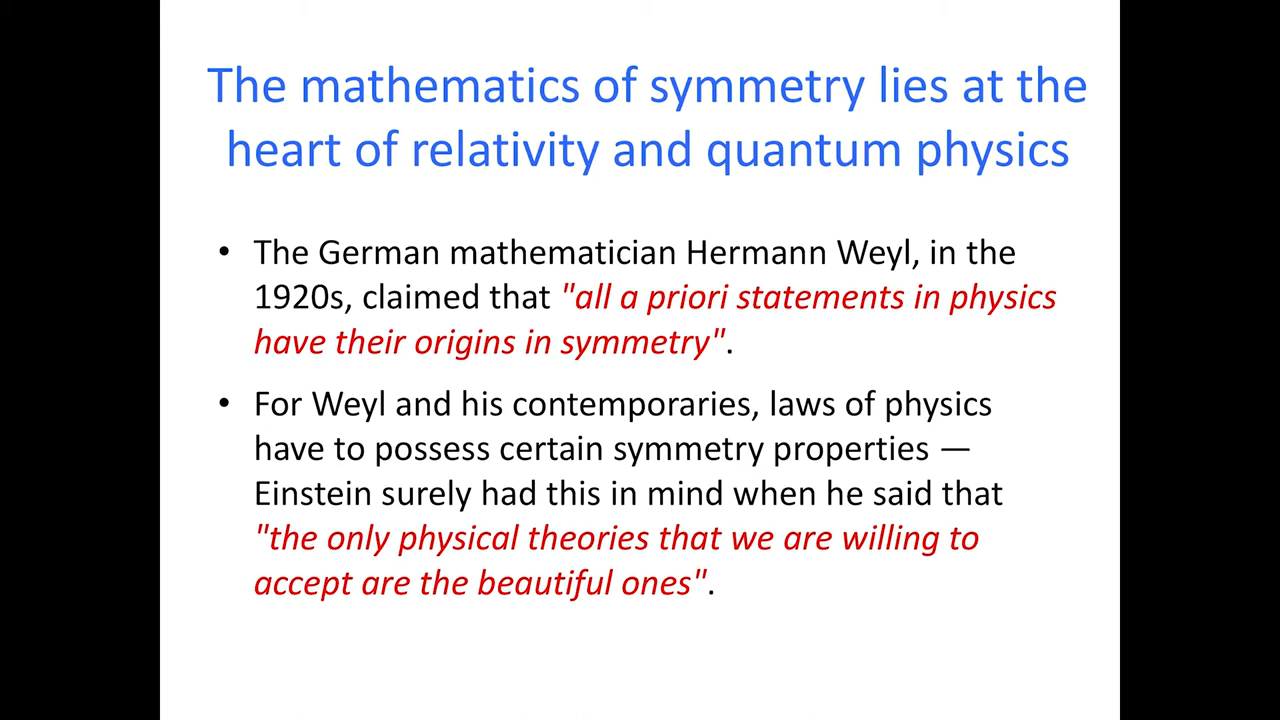 The mathematics of symmetry lies at the
heart of relativity and quantum physics
• The German mathematician Hermann Weyl, in the
1920s, claimed that "all a priori statements in physics
have their origins in symmetry".
• For Weyl and his contemporaries, laws of physics
have to possess certain symmetry properties —
Einstein surely had this in mind when he said that
"the only physical theories that we are willing to
accept are the beautiful ones".